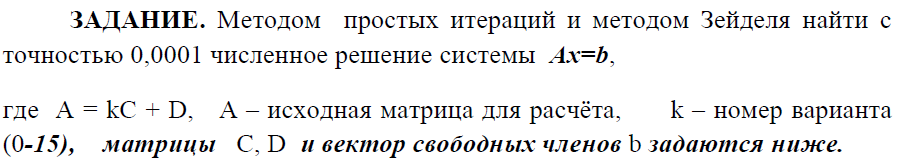 ЗАДАНИЕ. Методом простых итераций и методом Зейделя найти с
точностью 0,0001 численное решение системы Ax=b,
где A = kC + D, A – исходная матрица для расчёта, k – номер варианта
(0-15), матрицы C, D и вектор свободных членов b задаются ниже.